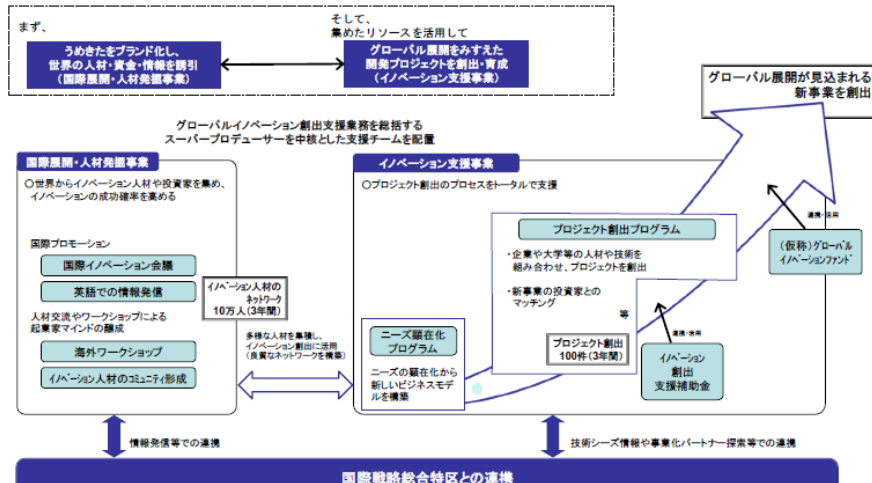 まず、
うめきたをブランド化し、
世界の人材・資金・情報を誘引
(国際展開・人材発掘事業)
そして、
集めたリソースを活用して
グローバル展開をみすえた
開発プロジェクトを創出・育成
(イノベーション支援事業)
グローバル展開が見込まれる
新事業を創出
グローバルイノベーション創出支援業務を総括する
スーパープロデューサーを中核とした支援チームを配置
国際展開・人材発掘事業
○世界からイノベーション人材や投資家を集め、
イノベーションの成功確率を高める
国際プロモーション
国際イノベーション会議
英語での情報発信
人材交流やワークショップによる
起業家マインドの醸成
海外ワークショップ
イノベーション人材のコミュニティ形成
イノベーション人材の
ネットワーク
10万人(3年間)
多様な人材を集積し、
イノベーション創出に活用
(良質なネットワークを構築)
イノベーション支援事業
○プロジェクト創出のプロセスをトータルで支援
プロジェクト創出プログラム
・企業や大学等の人材や技術を
組み合わせ、プロジェクトを創出
・新事業の投資家との
マッチング
等
プロジェクト創出
100件(3年間)
ニーズ顕在化
プログラム
ニーズの顕在化から
新しいビジネスモデ
ルを構築
連携・活用
(仮称)グローバル
イノベーションファンド
連携・活用
イノベーション
創出
支援補助金
情報発信等での連携
技術シーズ情報や事業化パートナー探索等での連携
国際戦略総合特区との連携